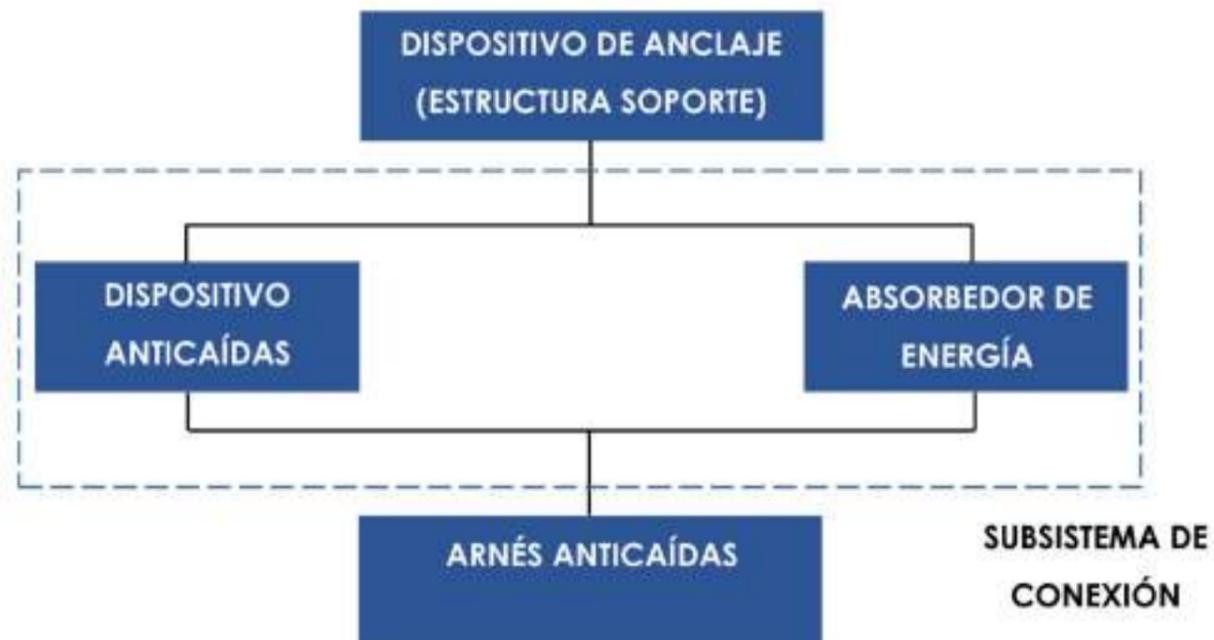 DISPOSITIVO DE ANCLAJE
(ESTRUCTURA SOPORTE)
DISPOSITIVO
ANTICAÍDAS
ABSORBEDOR DE
ENERGÍA
ARNÉS ANTICAÍDAS
SUBSISTEMA DE
CONEXIÓN